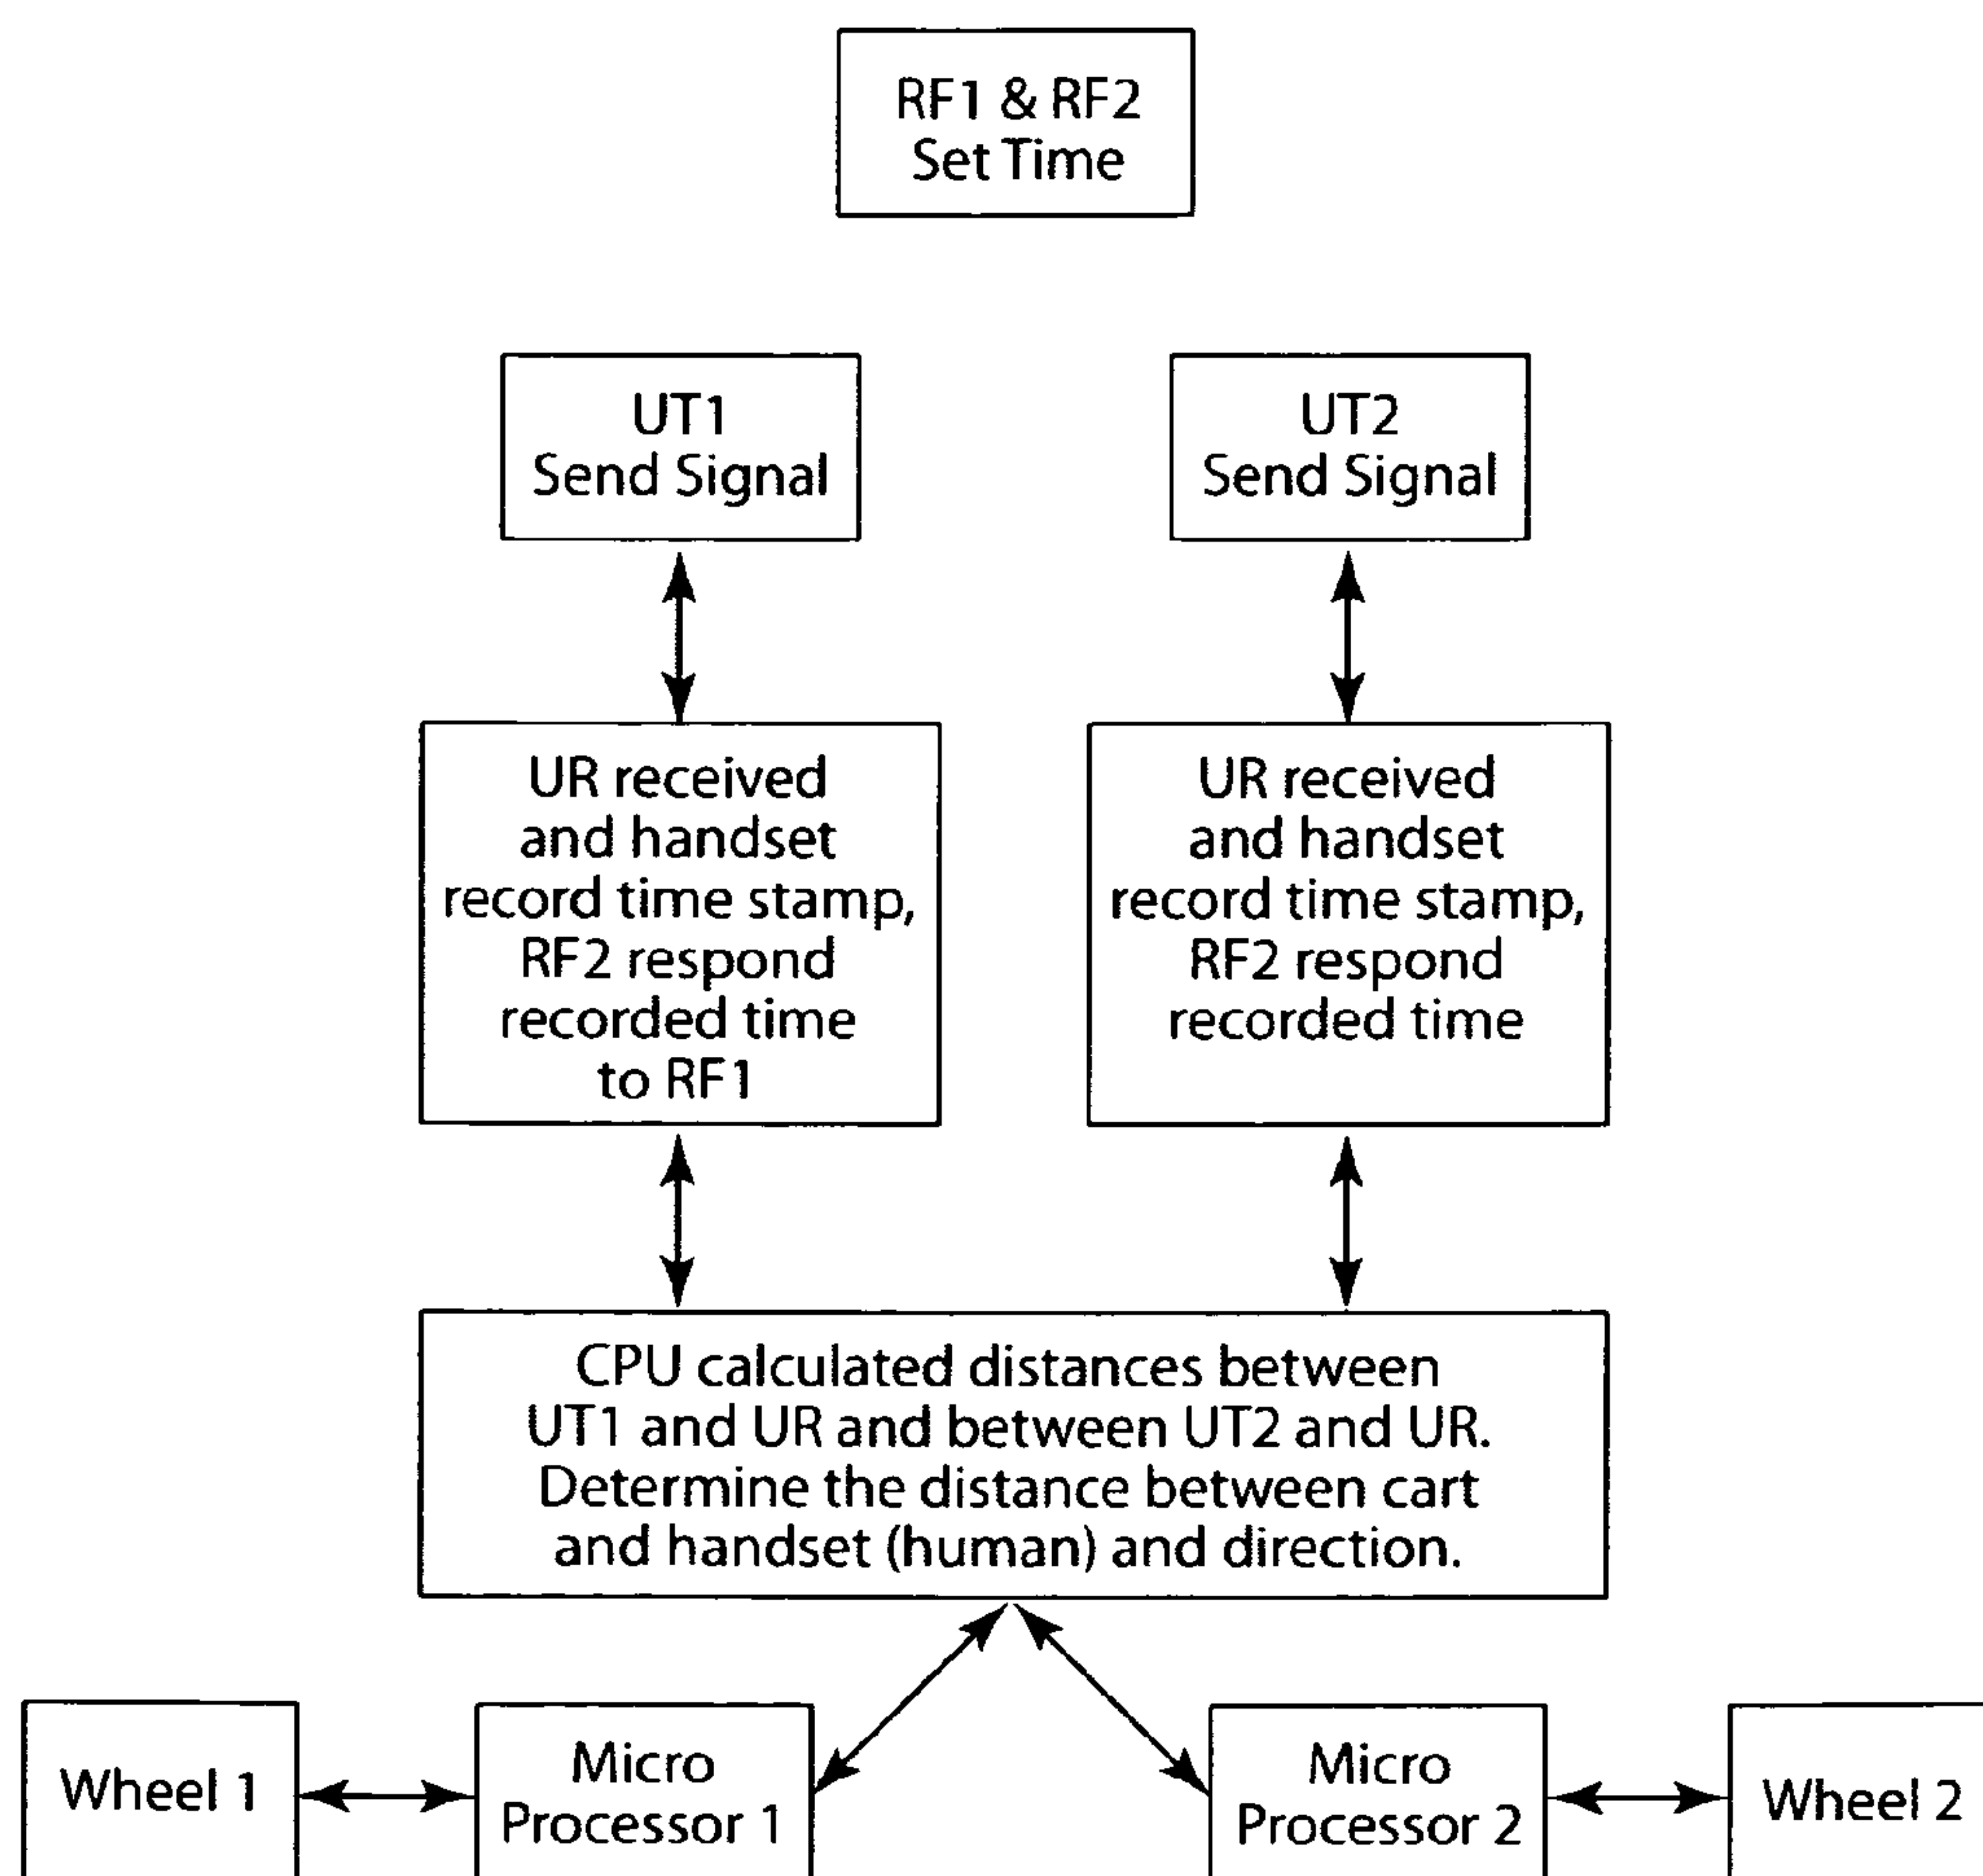 RF1 & RF2
Set Time
UT1
Send Signal
UT2
Send Signal
UR received
and handset
record time stamp,
RF2 respond
recorded time
to RF1
UR received
and handset
record time stamp,
RF2 respond
recorded time
CPU calculated distances between
UT1 and UR and between UT2 and UR.
Determine the distance between cart
and handset (human) and direction.
Wheel 1
Micro
Processor 1
Micro
Processor 2
Wheel 2